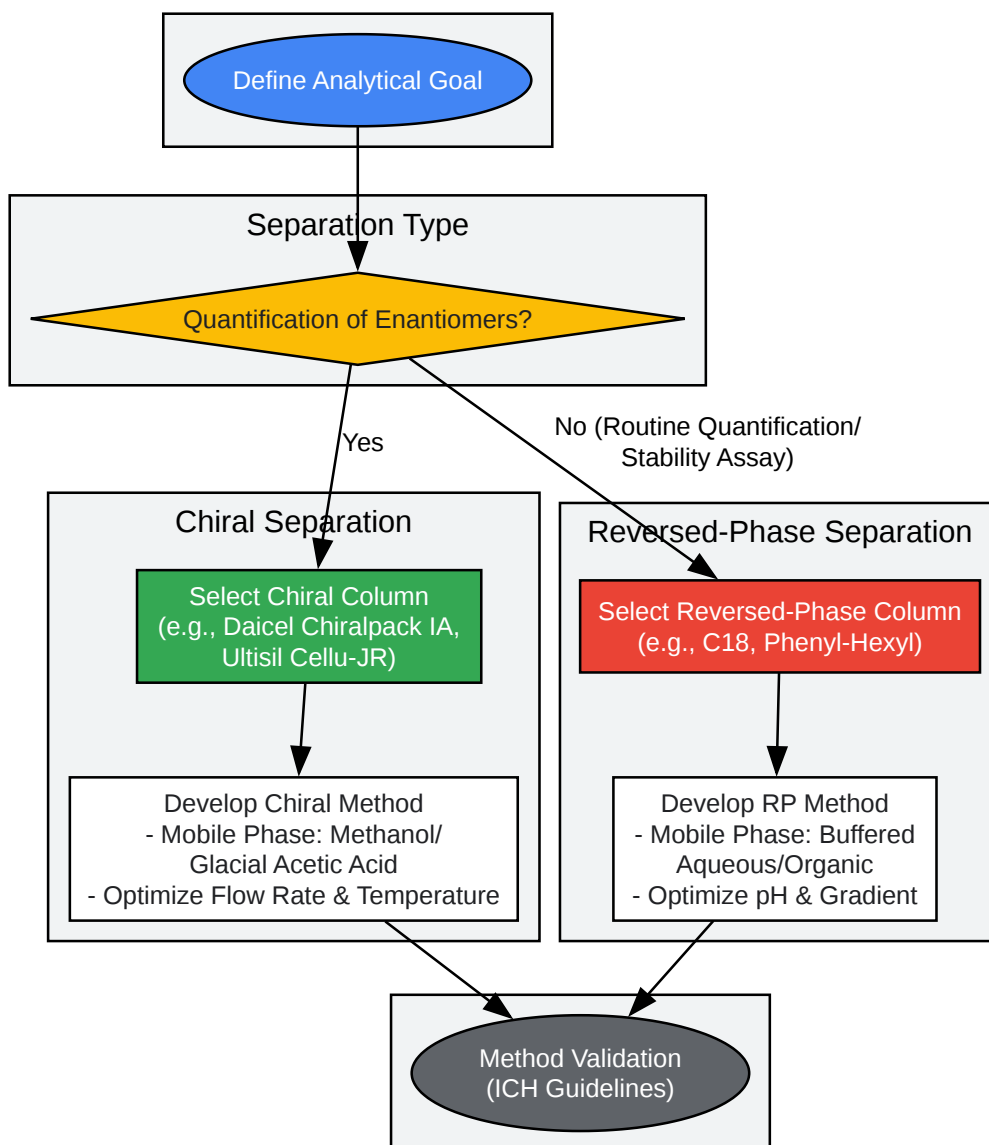 Define Analytical Goal
Separation Type
Quantification of Enantiomers?
Yes
No (Routine Quantification/
Stability Assay)
Chiral Separation
Select Chiral Column
(e.g., Daicel Chiralpack IA,
Ultisil Cellu-JR)
Develop Chiral Method
- Mobile Phase: Methanol/
Glacial Acetic Acid
- Optimize Flow Rate & Temperature
Reversed-Phase Separation
Select Reversed-Phase Column
(e.g., C18, Phenyl-Hexyl)
Develop RP Method
- Mobile Phase: Buffered
Aqueous/Organic
- Optimize pH & Gradient
Method Validation
(ICH Guidelines)